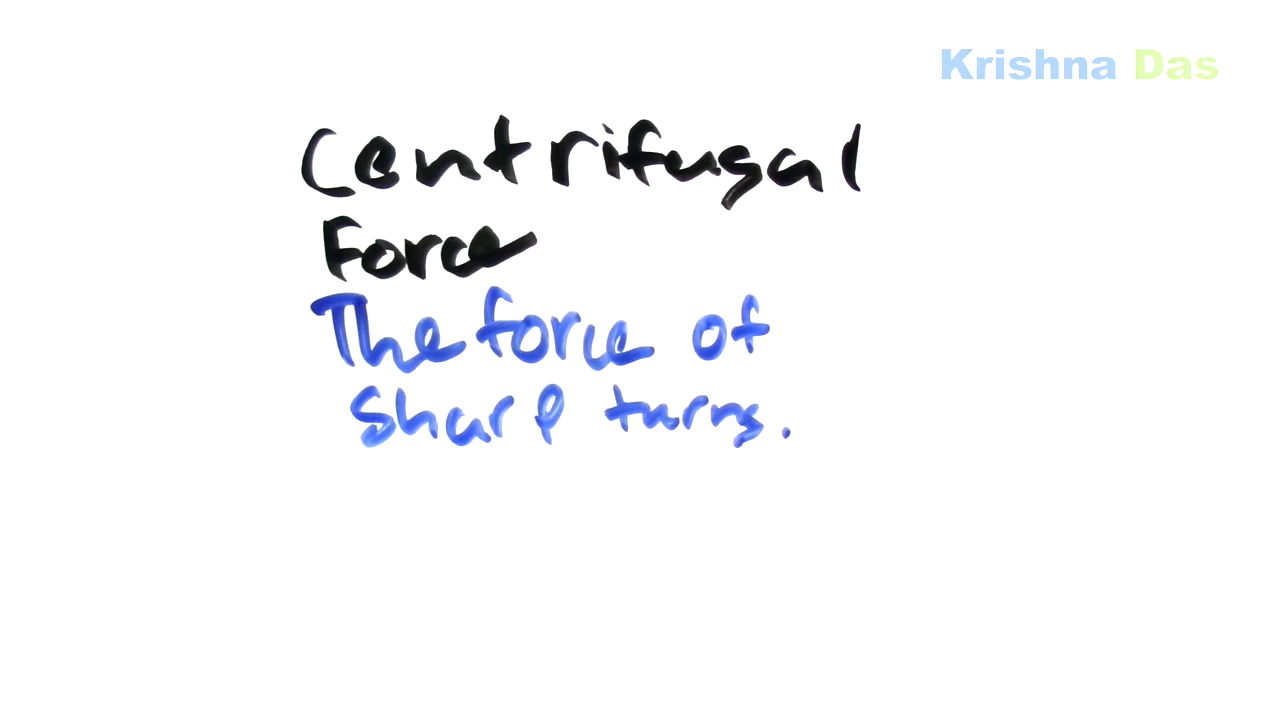 Krishna Das
Centrifugal
Force
The force of
sharp turns.